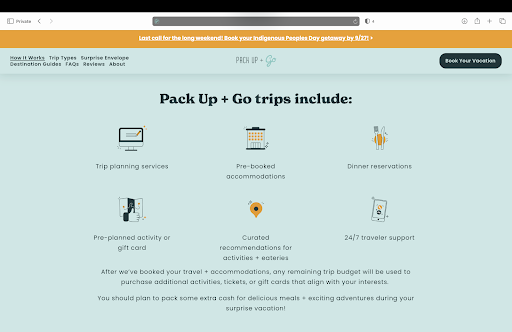 Private
Last call for the long weekend! Book your Indigenous Peoples Day getaway by 9/27! >
How It Works Trip Types Surprise Envelope
Destination Guides FAQs Reviews About
PACK UP + Go
Book Your Vacation
Pack Up + Go trips include:
Trip planning services
Pre-booked
accommodations
Dinner reservations
Pre-planned activity or
gift card
Curated
recommendations for
activities + eateries
24/7 traveler support
After we've booked your travel + accommodations, any remaining trip budget will be used to
purchase additional activities, tickets, or gift cards that align with your interests.
You should plan to pack some extra cash for delicious meals + exciting adventures during your
surprise vacation!